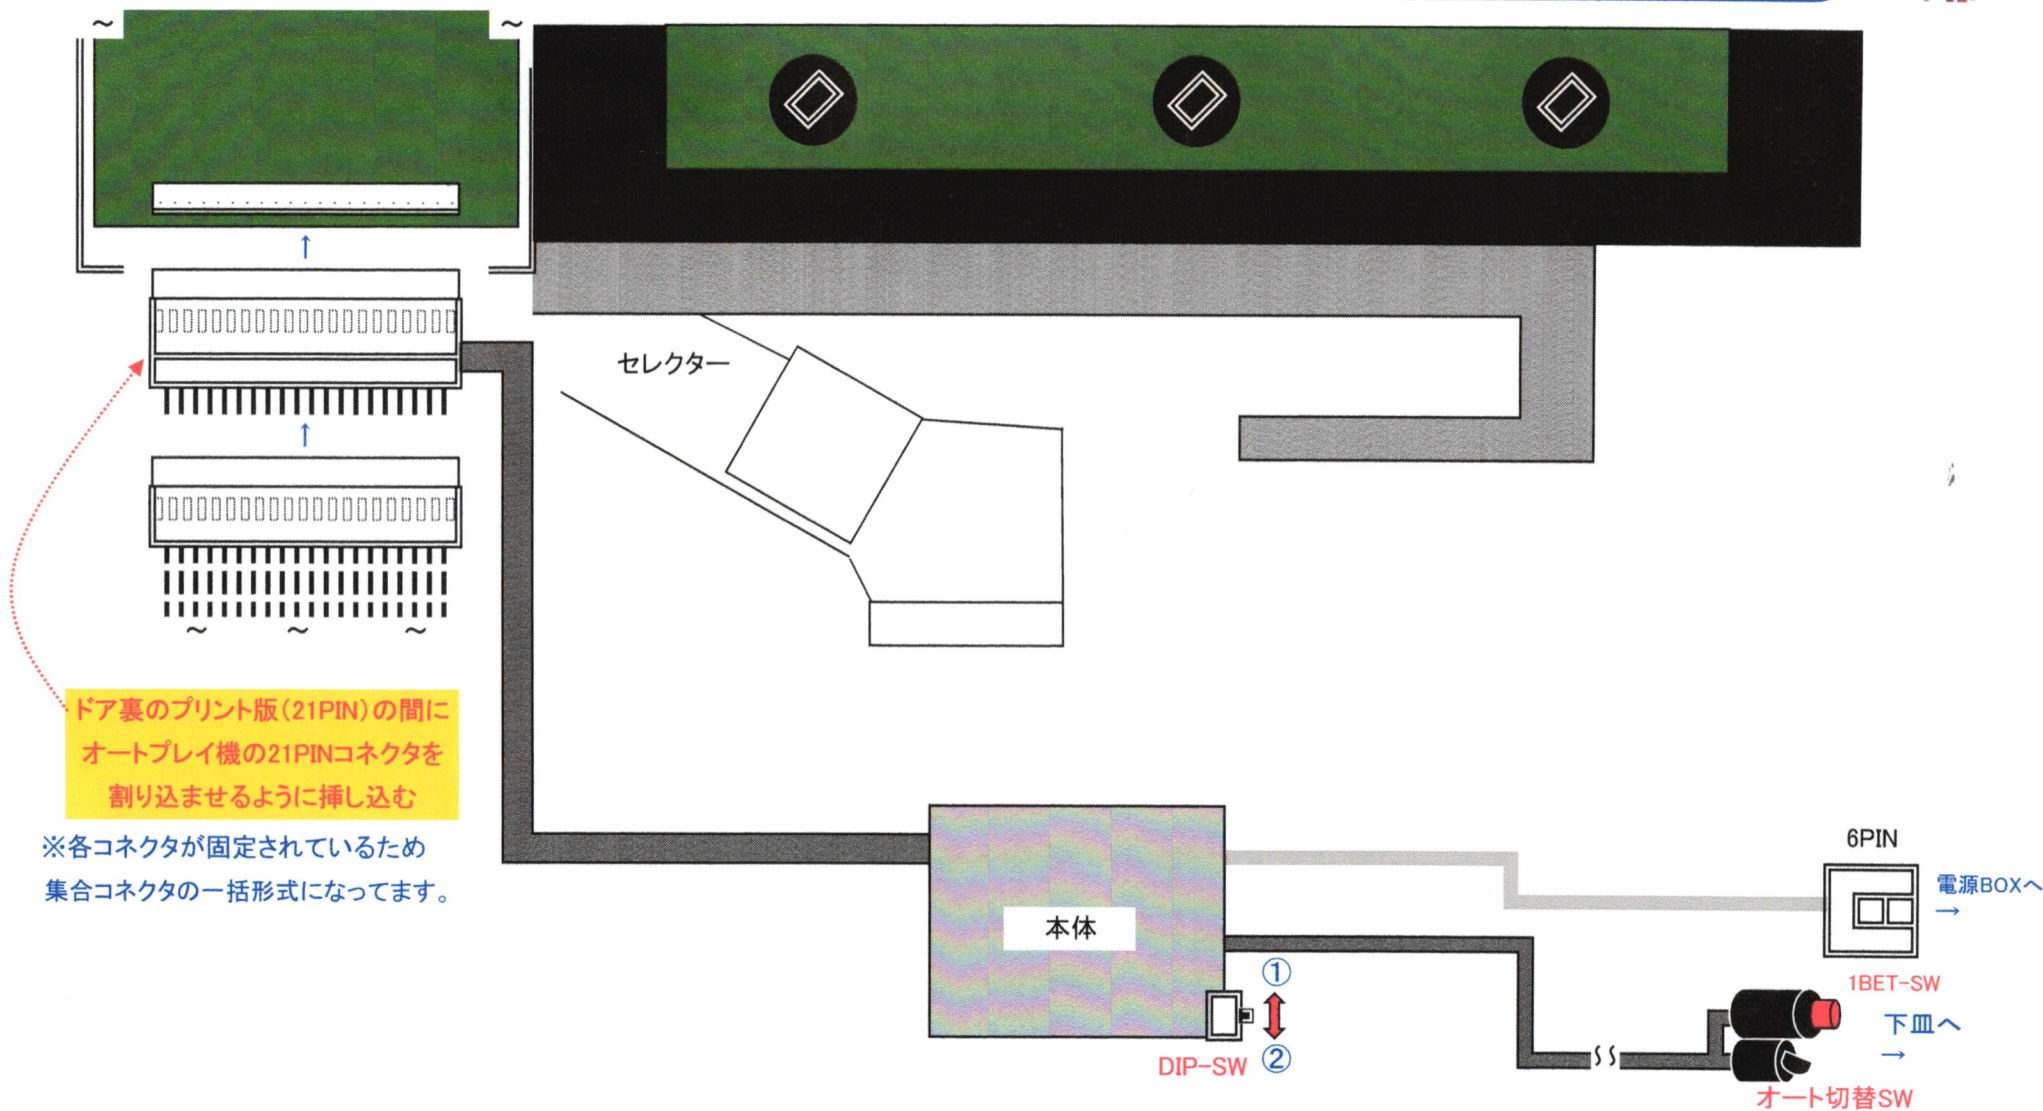 セレクター
ドア裏のプリント版(21PIN)の間に
オートプレイ機の21PINコネクタを
割り込ませるように挿し込む
※各コネクタが固定されているため
集合コネクタの一括形式になってます。
本体
①
②
DIP-SW
6PIN
電源BOXへ
→
1BET-SW
下皿へ
→
オート切替SW